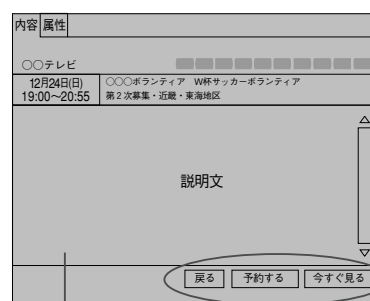 内容 属性
○○テレビ
12月24日(日) ○○○ボランティア W杯サッカーボランティア
19:00〜20:55 第2次募集・近畿・東海地区
説明文
戻る 予約する 今すぐ見る